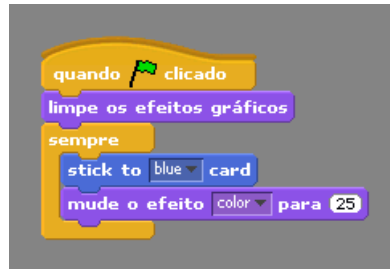 quando clicado
limpe os efeitos gráficos
sempre
stick to blue card
mude o efeito color para 25